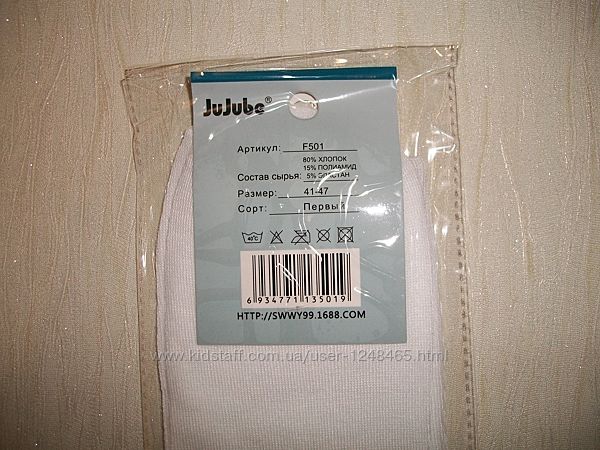 JuJube®
Артикул: F501
80% ХЛОПОК
15% ПОЛИАМИД
Состав сырья: 5% ЭЛАСТАН
Размер: 41-47
Сорт: Первый
40°C
6 934771 135019
HTTP://SWWY99.1688.COM
www.kidstaff.com.ua/user-1248465.html